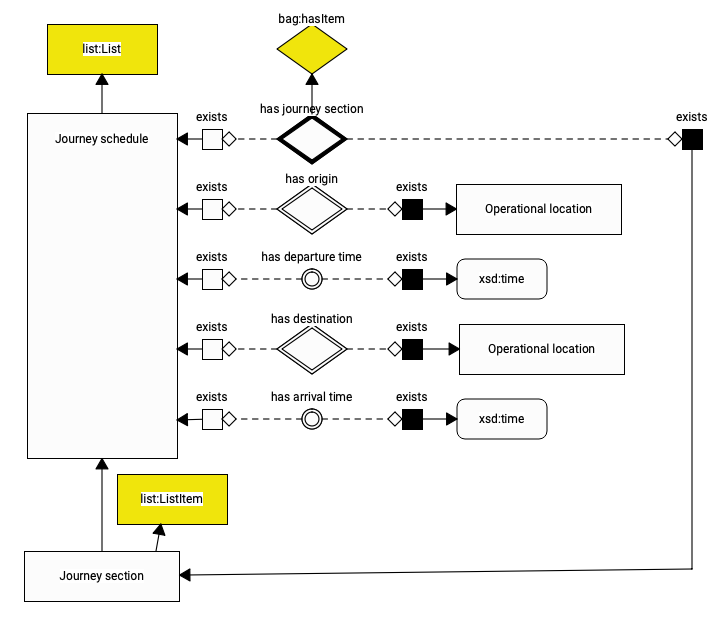 bag:hasItem
list:List
has journey section
exists
exists
Journey schedule
has origin
exists
exists
Operational location
has departure time
exists
exists
xsd:time
has destination
exists
exists
Operational location
has arrival time
exists
exists
xsd:time
list:ListItem
Journey section